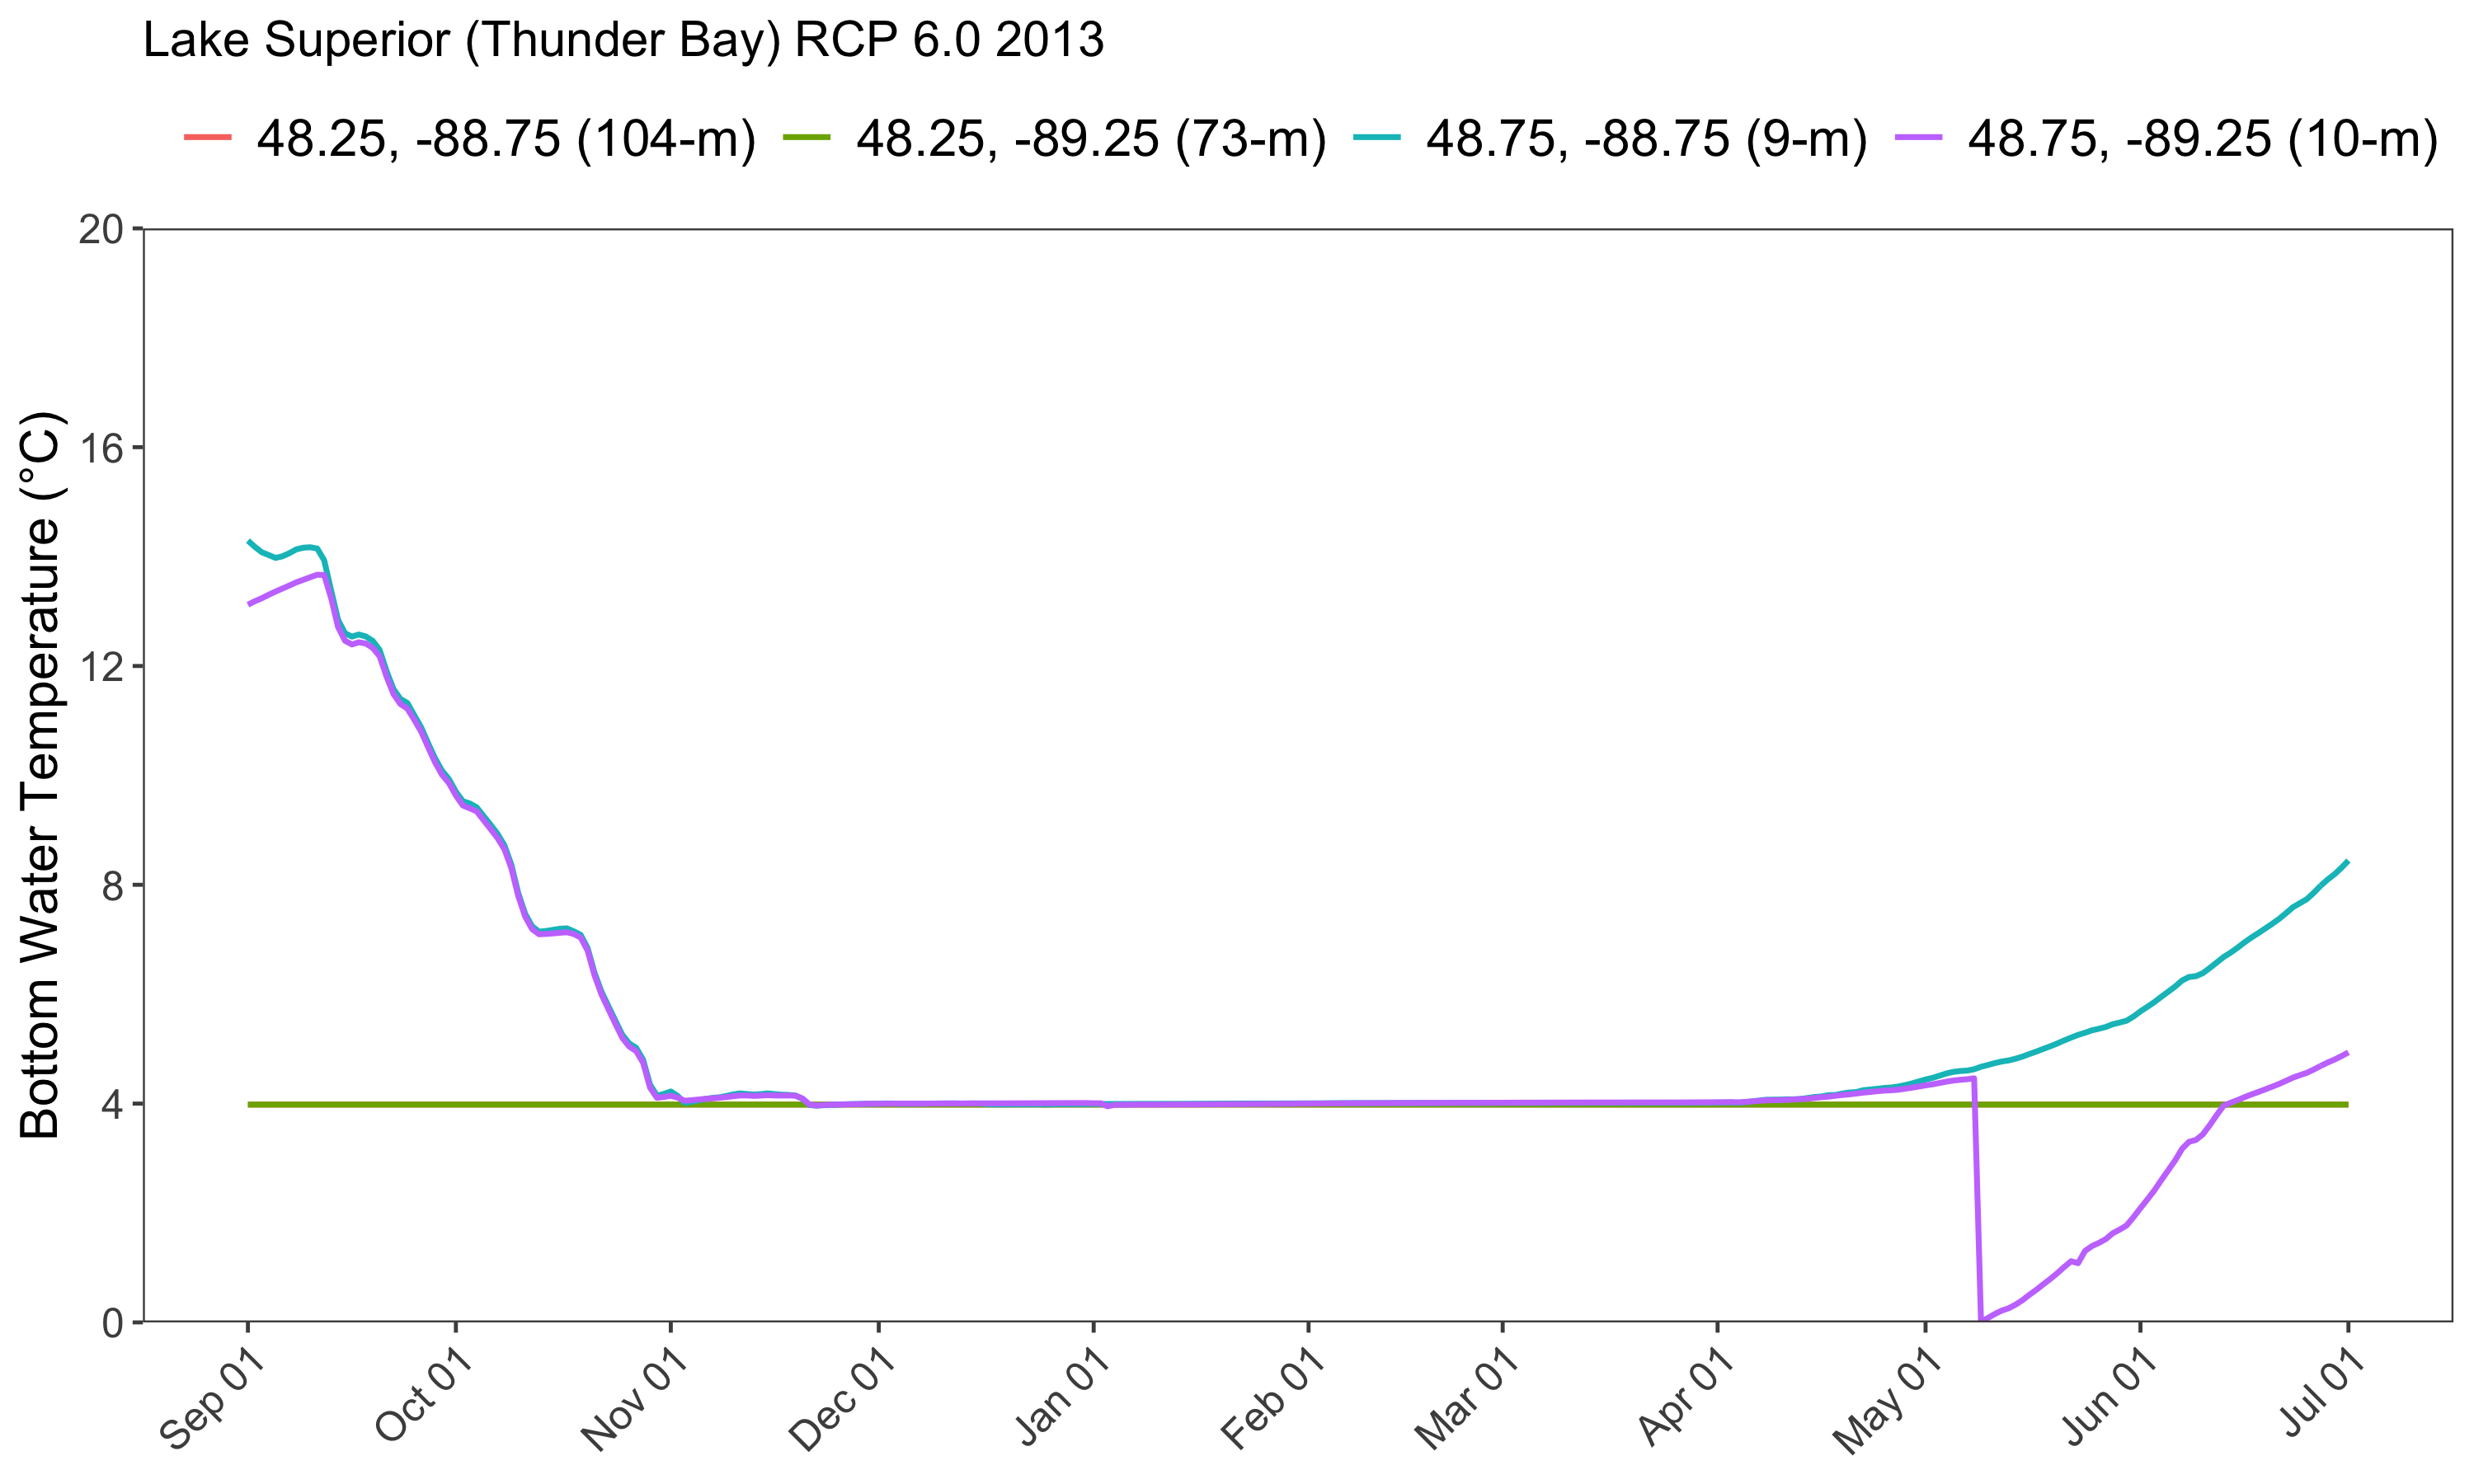 Lake Superior (Thunder Bay) RCP 6.0 2013
48.25, -88.75 (104-m) 48.25, -89.25 (73-m) 48.75, -88.75 (9-m) 48.75, -89.25 (10-m)
Bottom Water Temperature (°C)
20
16
12
8
4
0
Sep 01 Oct 01 Nov 01 Dec 01 Jan 01 Feb 01 Mar 01 Apr 01 May 01 Jun 01 Jul 01